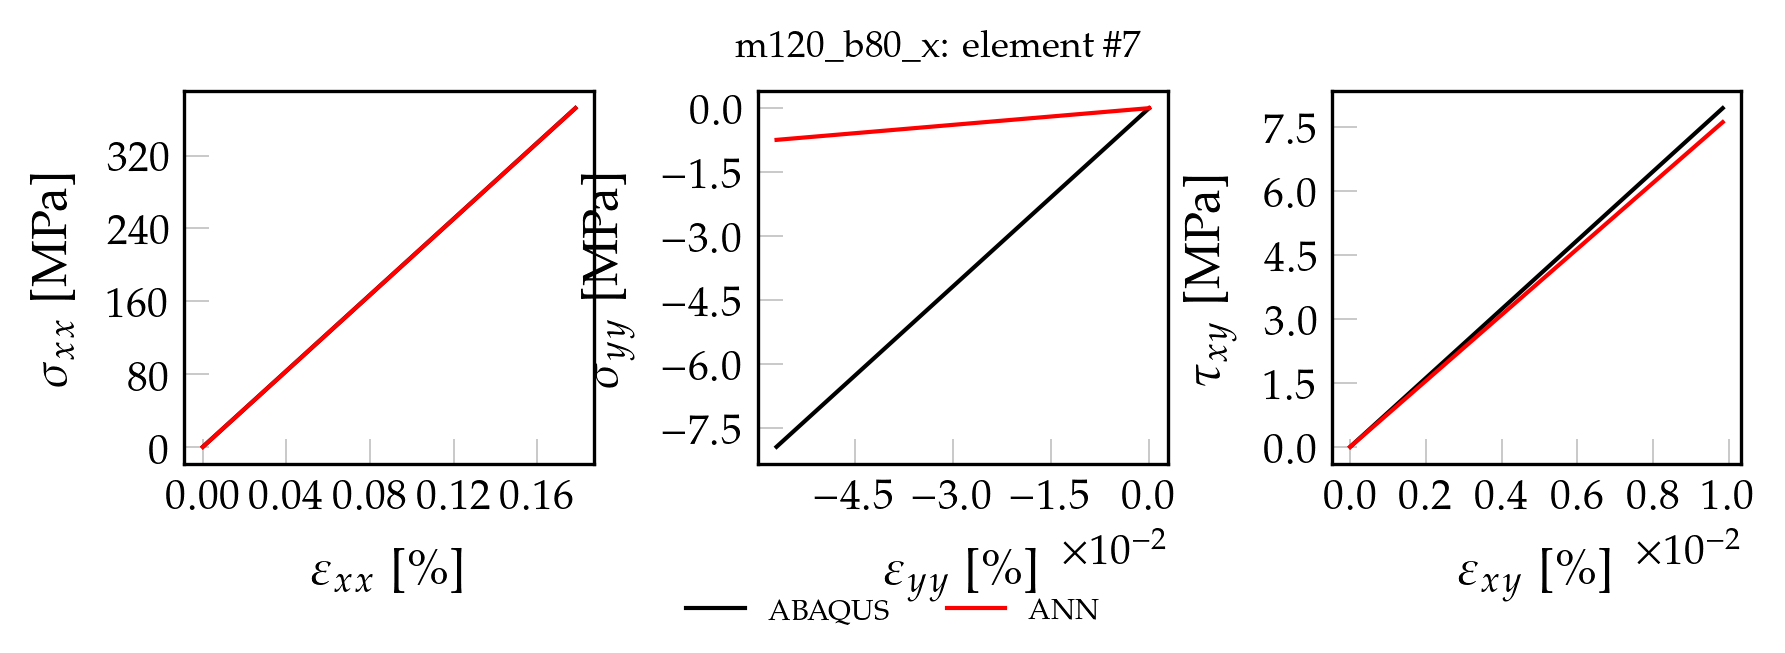 m120_b80_x: element #7
σxx [MPa]
320
240
160
80
0
0.00 0.04 0.08 0.12 0.16
εxx [%]
σyy [MPa]
0.0
−1.5
−3.0
−4.5
−6.0
−7.5
−4.5 −3.0 −1.5 0.0
×10−2
εyy [%]
τxy [MPa]
7.5
6.0
4.5
3.0
1.5
0.0
0.0 0.2 0.4 0.6 0.8 1.0
×10−2
εxy [%]
ABAQUS ANN